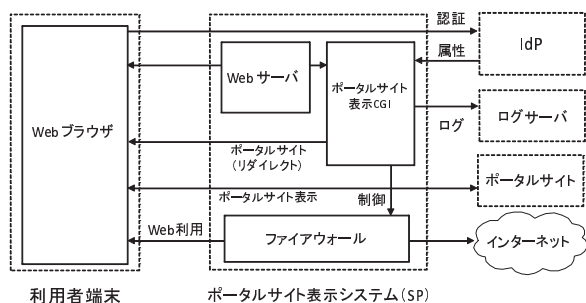 認証
IdP
属性
Webサーバ
ポータルサイト
表示CGI
Webブラウザ
ログ
ログサーバ
ポータルサイト
(リダイレクト)
ポータルサイト
ポータルサイト表示
制御
Web利用
ファイアウォール
インターネット
利用者端末
ポータルサイト表示システム(SP)